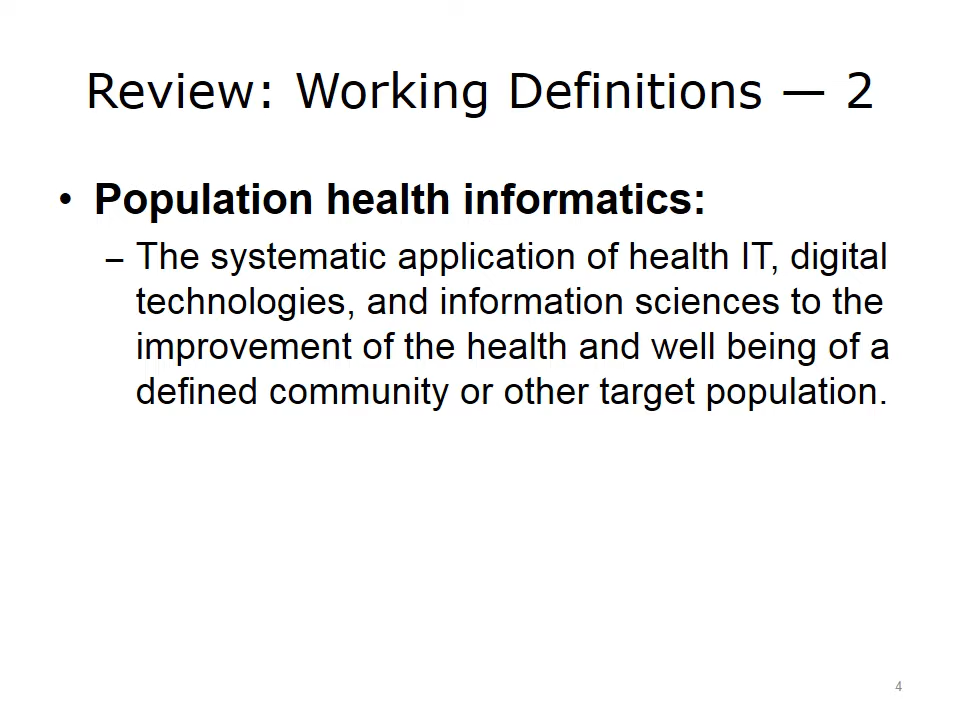 Review: Working Definitions — 2
• Population health informatics:
– The systematic application of health IT, digital
technologies, and information sciences to the
improvement of the health and well being of a
defined community or other target population.
4